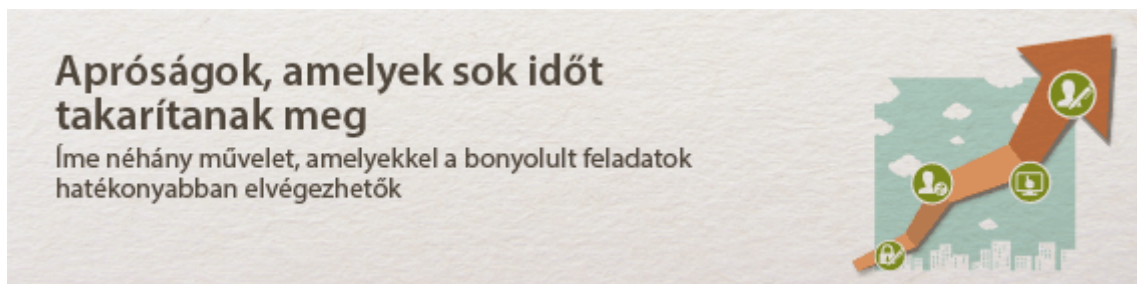 Apróságok, amelyek sok időt
takarítanak meg
Íme néhány művelet, amelyekkel a bonyolult feladatok
hatékonyabban elvégezhetők